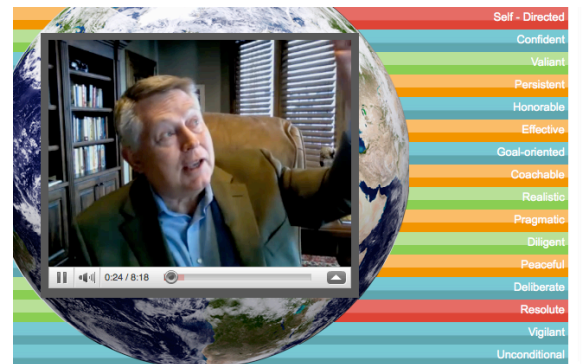 Self - Directed
Confident
Valiant
Persistent
Honorable
Effective
Goal-oriented
Coachable
Realistic
Pragmatic
Diligent
Peaceful
Deliberate
Resolute
Vigilant
Unconditional
0:24 / 8:18